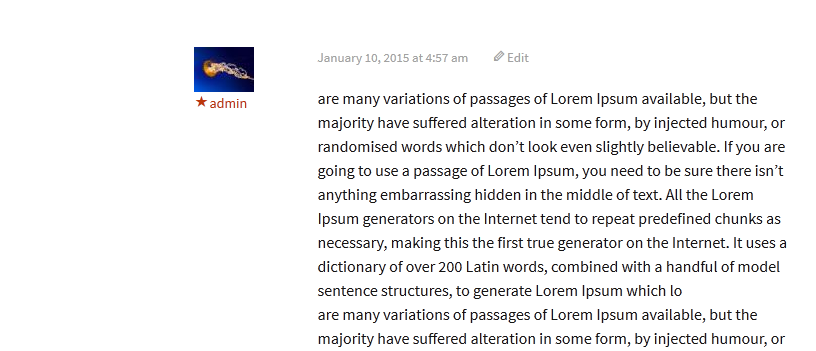 January 10, 2015 at 4:57 am Edit
★admin
are many variations of passages of Lorem Ipsum available, but the
majority have suffered alteration in some form, by injected humour, or
randomised words which don’t look even slightly believable. If you are
going to use a passage of Lorem Ipsum, you need to be sure there isn’t
anything embarrassing hidden in the middle of text. All the Lorem
Ipsum generators on the Internet tend to repeat predefined chunks as
necessary, making this the first true generator on the Internet. It uses a
dictionary of over 200 Latin words, combined with a handful of model
sentence structures, to generate Lorem Ipsum which lo
are many variations of passages of Lorem Ipsum available, but the
majority have suffered alteration in some form, by injected humour, or